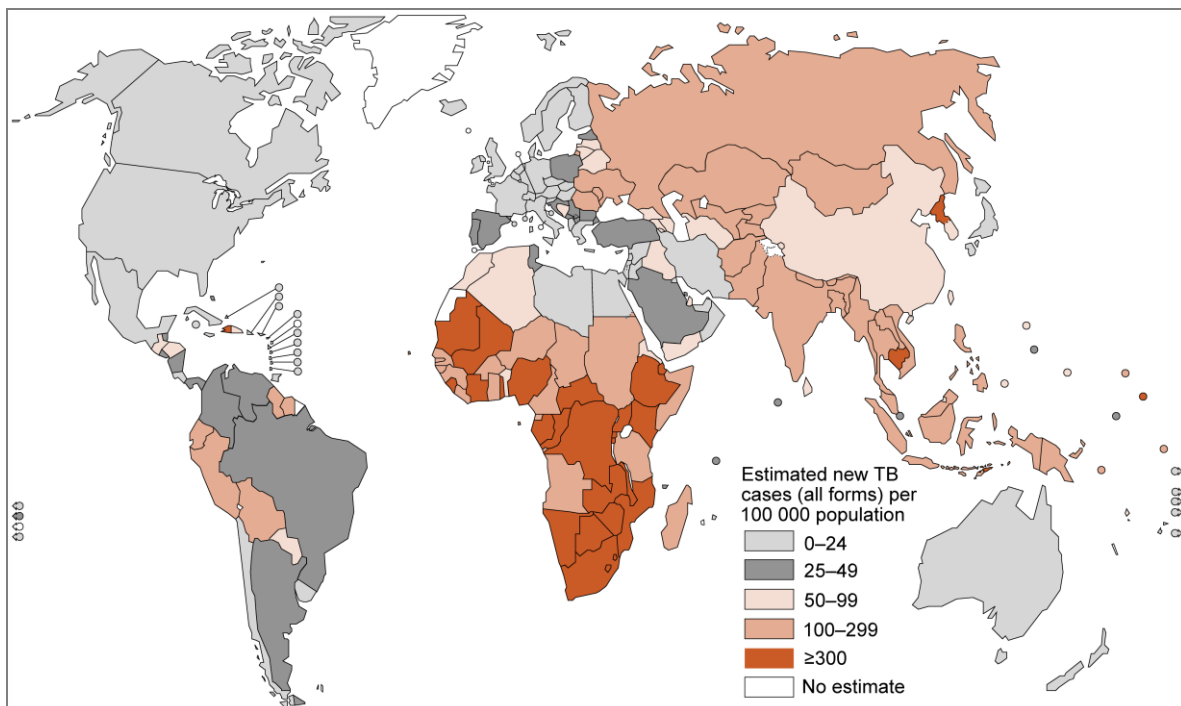 Estimated new TB
cases (all forms) per
100 000 population
0–24
25–49
50–99
100–299
≥300
No estimate